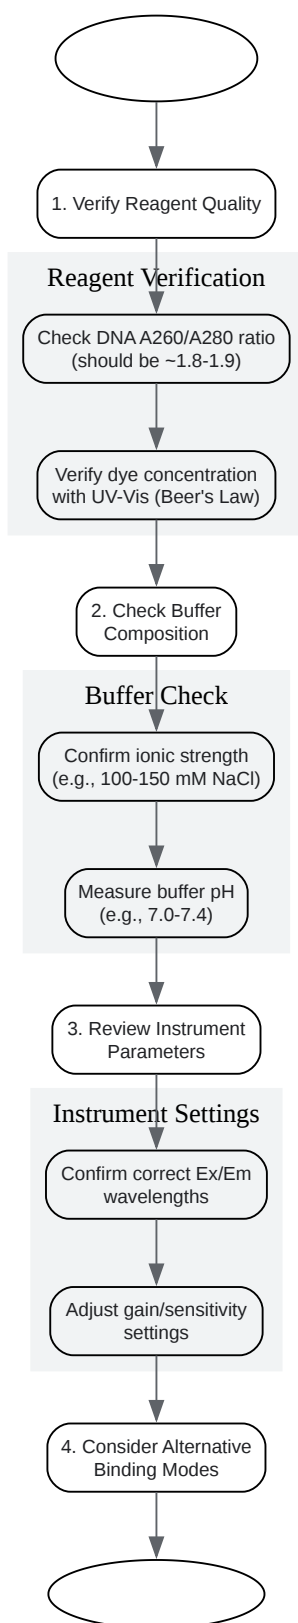 1. Verify Reagent Quality
Reagent Verification
Check DNA A260/A280 ratio
(should be ~1.8-1.9)
Verify dye concentration
with UV-Vis (Beer's Law)
2. Check Buffer
Composition
Buffer Check
Confirm ionic strength
(e.g., 100-150 mM NaCl)
Measure buffer pH
(e.g., 7.0-7.4)
3. Review Instrument
Parameters
Instrument Settings
Confirm correct Ex/Em
wavelengths
Adjust gain/sensitivity
settings
4. Consider Alternative
Binding Modes